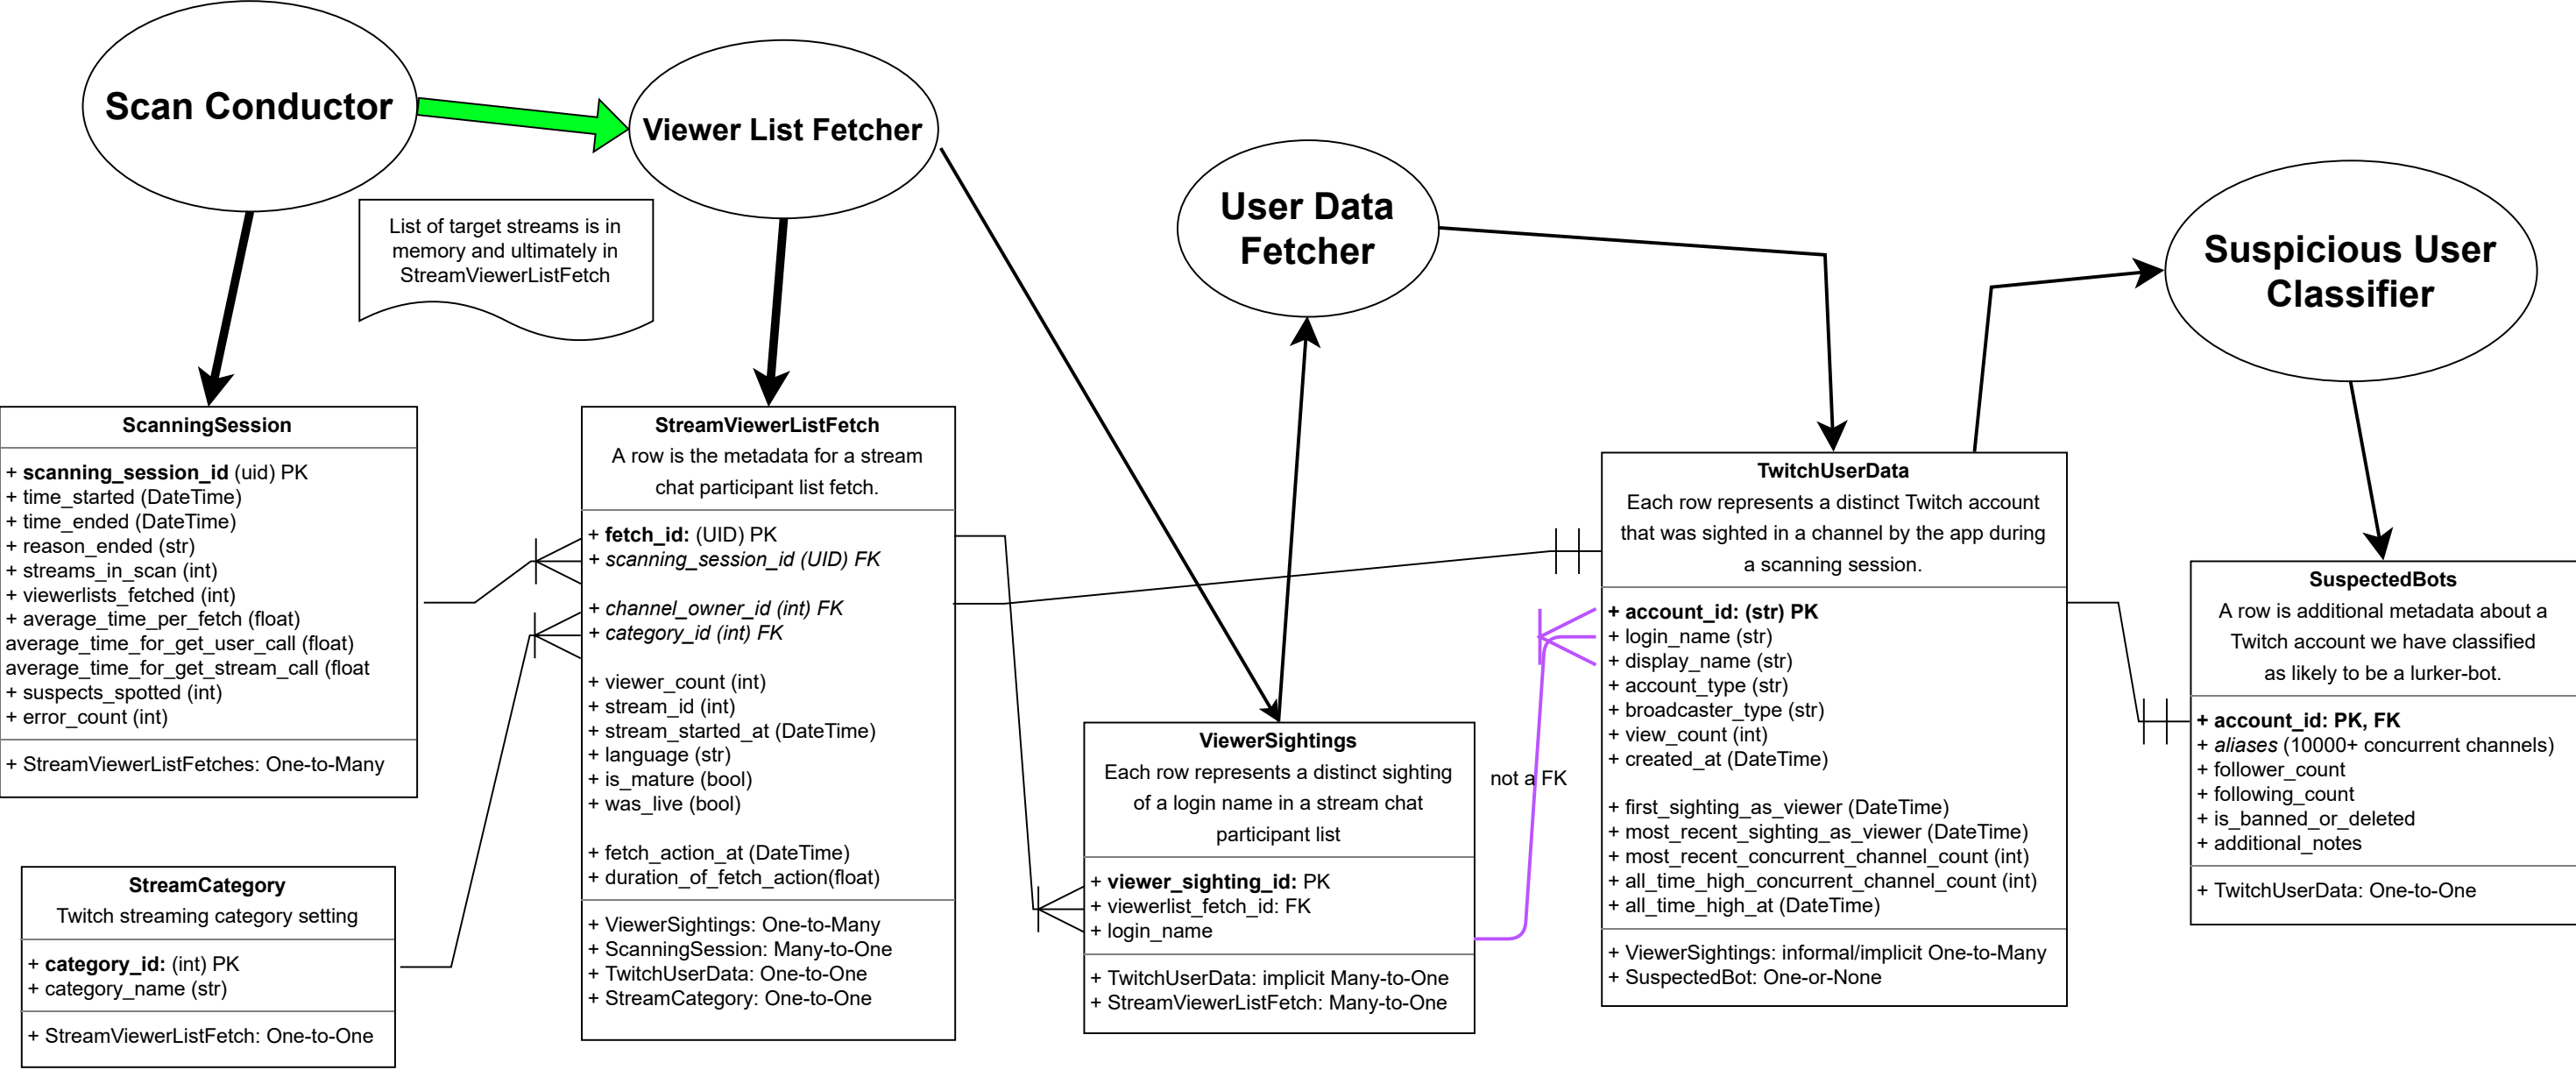 Scan Conductor
Viewer List Fetcher
List of target streams is in
memory and ultimately in
StreamViewerListFetch
User Data
Fetcher
Suspicious User
Classifier
ScanningSession
+ scanning_session_id (uid) PK
+ time_started (DateTime)
+ time_ended (DateTime)
+ reason_ended (str)
+ streams_in_scan (int)
+ viewerlists_fetched (int)
+ average_time_per_fetch (float)
average_time_for_get_user_call (float)
average_time_for_get_stream_call (float
+ suspects_spotted (int)
+ error_count (int)
+ StreamViewerListFetches: One-to-Many
StreamCategory
Twitch streaming category setting
+ category_id: (int) PK
+ category_name (str)
+ StreamViewerListFetch: One-to-One
StreamViewerListFetch
A row is the metadata for a stream
chat participant list fetch.
+ fetch_id: (UID) PK
+ scanning_session_id (UID) FK
+ channel_owner_id (int) FK
+ category_id (int) FK
+ viewer_count (int)
+ stream_id (int)
+ stream_started_at (DateTime)
+ language (str)
+ is_mature (bool)
+ was_live (bool)
+ fetch_action_at (DateTime)
+ duration_of_fetch_action(float)
+ ViewerSightings: One-to-Many
+ ScanningSession: Many-to-One
+ TwitchUserData: One-to-One
+ StreamCategory: One-to-One
ViewerSightings
Each row represents a distinct sighting
of a login name in a stream chat
participant list
+ viewer_sighting_id: PK
+ viewerlist_fetch_id: FK
+ login_name
+ TwitchUserData: implicit Many-to-One
+ StreamViewerListFetch: Many-to-One
not a FK
TwitchUserData
Each row represents a distinct Twitch account
that was sighted in a channel by the app during
a scanning session.
+ account_id: (str) PK
+ login_name (str)
+ display_name (str)
+ account_type (str)
+ broadcaster_type (str)
+ view_count (int)
+ created_at (DateTime)
+ first_sighting_as_viewer (DateTime)
+ most_recent_sighting_as_viewer (DateTime)
+ most_recent_concurrent_channel_count (int)
+ all_time_high_concurrent_channel_count (int)
+ all_time_high_at (DateTime)
+ ViewerSightings: informal/implicit One-to-Many
+ SuspectedBot: One-or-None
SuspectedBots
A row is additional metadata about a
Twitch account we have classified
as likely to be a lurker-bot.
+ account_id: PK, FK
+ aliases (10000+ concurrent channels)
+ follower_count
+ following_count
+ is_banned_or_deleted
+ additional_notes
+ TwitchUserData: One-to-One